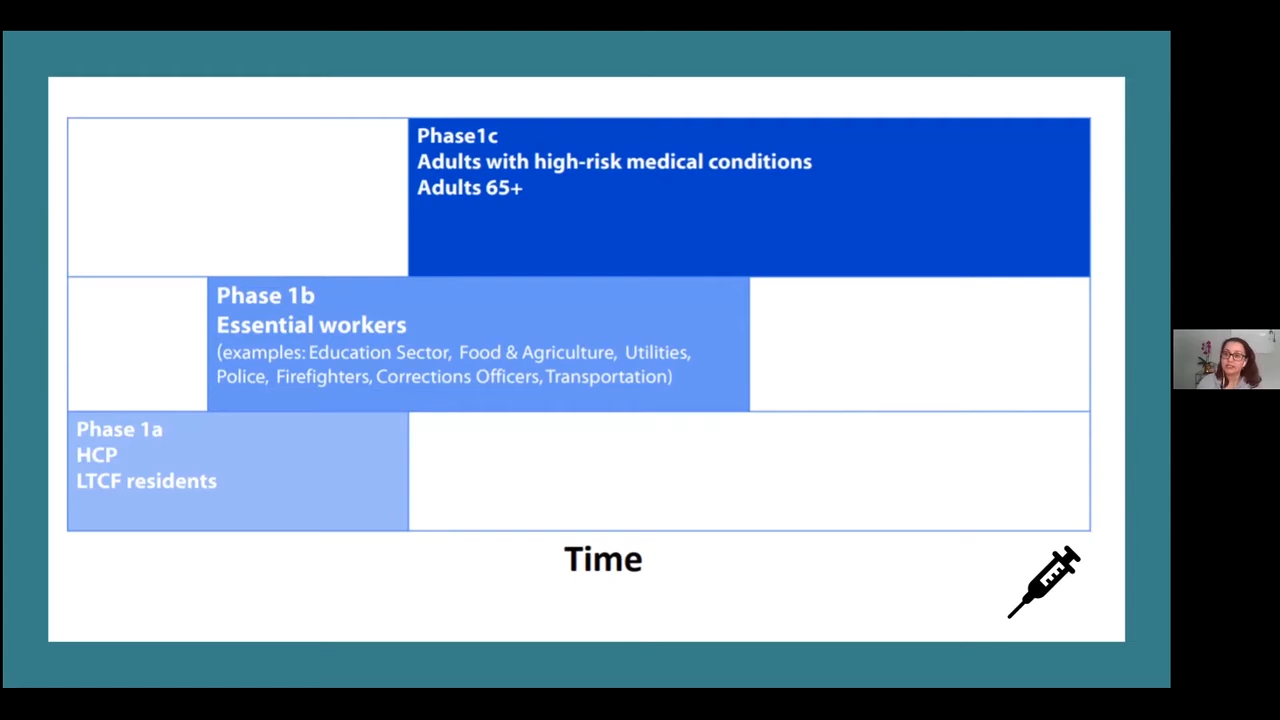 Phase1c
Adults with high-risk medical conditions
Adults 65+
Phase 1b
Essential workers
(examples: Education Sector, Food & Agriculture, Utilities,
Police, Firefighters, Corrections Officers, Transportation)
Phase 1a
HCP
LTCF residents
Time